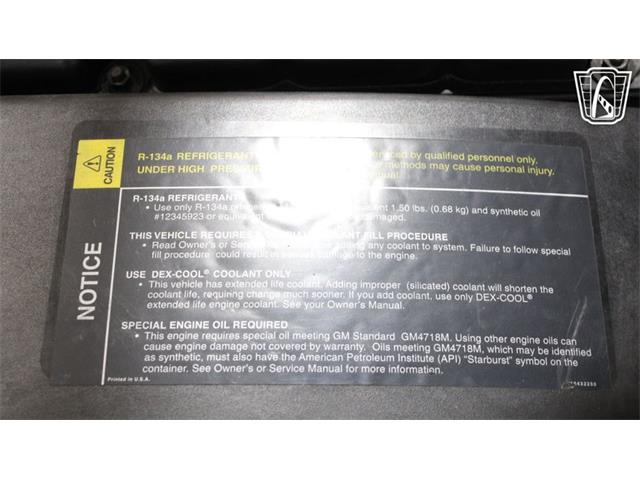 CAUTION
R-134a REFRIGERANT by qualified personnel only.
UNDER HIGH PRESSURE methods may cause personal injury.
NOTICE
R-134a REFRIGERANT
• Use only R-134a 1.50 lbs. (0.68 kg) and synthetic oil
#12345923 or
THIS VEHICLE REQUIRES FILL PROCEDURE
• Read Owner's or Service adding any coolant to system. Failure to follow special
fill procedure could result in damage to the engine.
USE DEX-COOL® COOLANT ONLY
• This vehicle has extended life coolant. Adding improper (silicated) coolant will shorten the
coolant life, requiring change much sooner. If you add coolant, use only DEX-COOL®
extended life engine coolant. See your Owner's Manual.
SPECIAL ENGINE OIL REQUIRED
• This engine requires special oil meeting GM Standard GM4718M. Using other engine oils can
cause engine damage not covered by warranty. Oils meeting GM4718M, which may be identified
as synthetic, must also have the American Petroleum Institute (API) "Starburst" symbol on the
container. See Owner's or Service Manual for more information.
Printed in U.S.A.